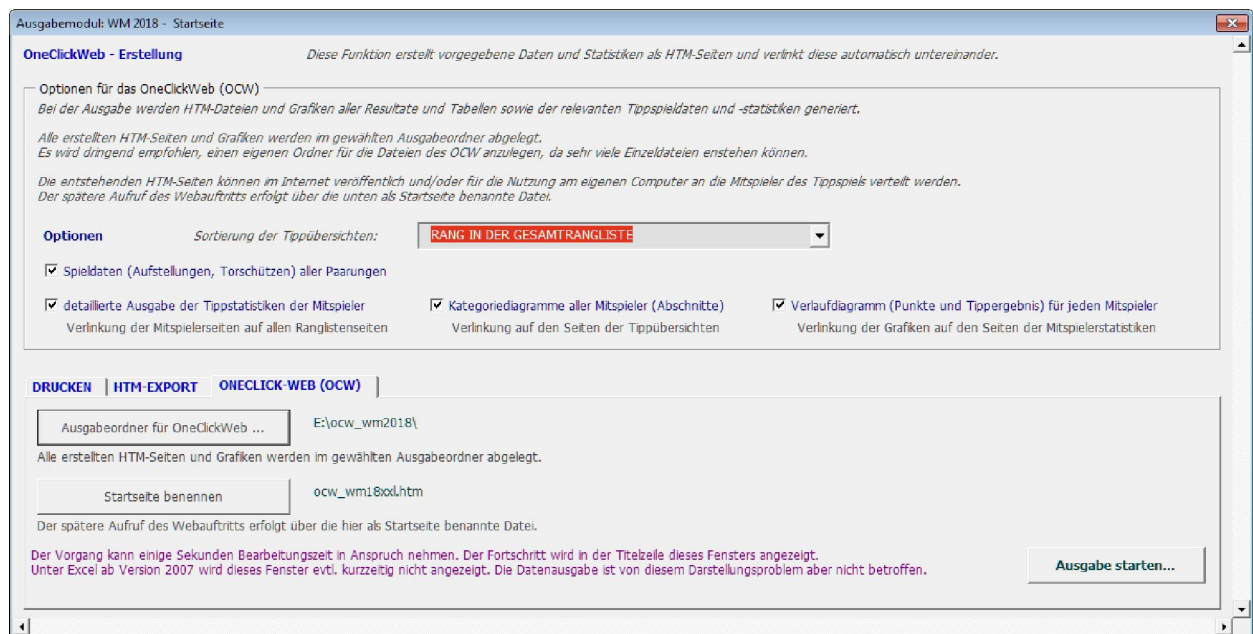 Ausgabemodul: WM 2018 - Startseite
OneClickWeb - Erstellung
Diese Funktion erstellt vorgegebene Daten und Statistiken als HTM-Seiten und verlinkt diese automatisch untereinander.
Optionen für das OneClickWeb (OCW)
Bei der Ausgabe werden HTM-Dateien und Grafiken aller Resultate und Tabellen sowie der relevanten Tippspieldaten und -statistiken generiert.
Alle erstellten HTM-Seiten und Grafiken werden im gewählten Ausgabeordner abgelegt.
Es wird dringend empfohlen, einen eigenen Ordner für die Dateien des OCW anzulegen, da sehr viele Einzeldateien enstehen können.
Die entstehenden HTM-Seiten können im Internet veröffentlich und/oder für die Nutzung am eigenen Computer an die Mitspieler des Tippspiels verteilt werden.
Der spätere Aufruf des Webauftritts erfolgt über die unten als Startseite benannte Datei.
Optionen
Sortierung der Tippübersichten:
RANG IN DER GESAMTRANGLISTE
Spieldaten (Aufstellungen, Torschützen) aller Paarungen
detaillierte Ausgabe der Tippstatistiken der Mitspieler
Kategoriediagramme aller Mitspieler (Abschnitte)
Verlaufdiagramm (Punkte und Tippergebnis) für jeden Mitspieler
Verlinkung der Mitspielerseiten auf allen Ranglistenseiten
Verlinkung auf den Seiten der Tippübersichten
Verlinkung der Grafiken auf den Seiten der Mitspielerstatistiken
DRUCKEN
HTM-EXPORT
ONECLICK-WEB (OCW)
Ausgabeordner für OneClickWeb ...
E:\ocw_wm2018\
Alle erstellten HTM-Seiten und Grafiken werden im gewählten Ausgabeordner abgelegt.
Startseite benennen
ocw_wm18xxl.htm
Der spätere Aufruf des Webauftritts erfolgt über die hier als Startseite benannte Datei.
Der Vorgang kann einige Sekunden Bearbeitungszeit in Anspruch nehmen. Der Fortschritt wird in der Titelzeile dieses Fensters angezeigt.
Unter Excel ab Version 2007 wird dieses Fenster evtl. kurzzeitig nicht angezeigt. Die Datenausgabe ist von diesem Darstellungsproblem aber nicht betroffen.
Ausgabe starten...